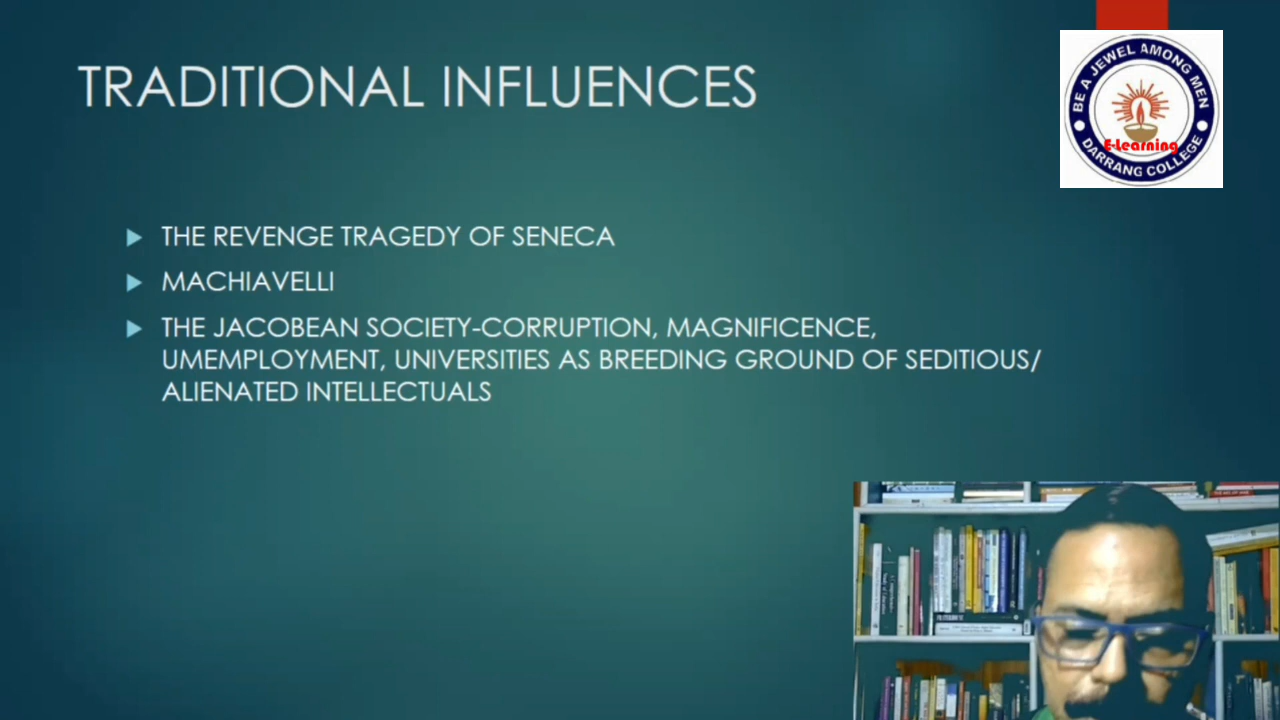 TRADITIONAL INFLUENCES
BE A JEWEL AMONG MEN
E-Learning
DARRANG COLLEGE
THE REVENGE TRAGEDY OF SENECA
MACHIAVELLI
THE JACOBEAN SOCIETY-CORRUPTION, MAGNIFICENCE,
UMEMPLOYMENT, UNIVERSITIES AS BREEDING GROUND OF SEDITIOUS/
ALIENATED INTELLECTUALS